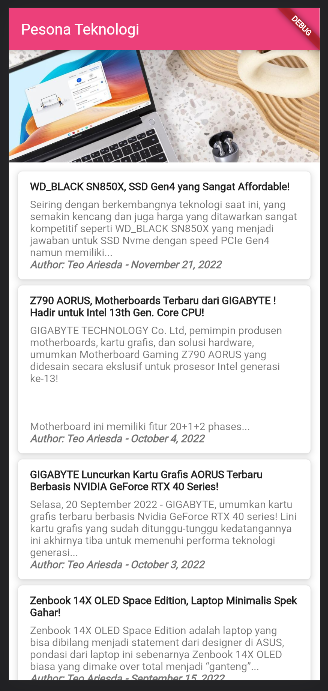 Pesona Teknologi
DEBUG
WD_BLACK SN850X, SSD Gen4 yang Sangat Affordable!
Seiring dengan berkembangnya teknologi saat ini, yang
semakin kencang dan juga harga yang ditawarkan sangat
kompetitif seperti WD_BLACK SN850X yang menjadi
jawaban untuk SSD Nvme dengan speed PCIe Gen4
namun memiliki...
Author: Teo Ariesda - November 21, 2022
Z790 AORUS, Motherboards Terbaru dari GIGABYTE !
Hadir untuk Intel 13th Gen. Core CPU!
GIGABYTE TECHNOLOGY Co. Ltd, pemimpin produsen
motherboards, kartu grafis, dan solusi hardware,
umumkan Motherboard Gaming Z790 AORUS yang
didesain secara ekslusif untuk prosesor Intel generasi
ke-13!
Motherboard ini memiliki fitur 20+1+2 phases...
Author: Teo Ariesda - October 4, 2022
GIGABYTE Luncurkan Kartu Grafis AORUS Terbaru
Berbasis NVIDIA GeForce RTX 40 Series!
Selasa, 20 September 2022 - GIGABYTE, umumkan kartu
grafis terbaru berbasis Nvidia GeForce RTX 40 series! Lini
kartu grafis yang sudah ditunggu-tunggu kedatangannya
ini akhirnya tiba untuk memenuhi performa teknologi
generasi...
Author: Teo Ariesda - October 3, 2022
Zenbook 14X OLED Space Edition, Laptop Minimalis Spek
Gahar!
Zenbook 14X OLED Space Edition adalah laptop yang
bisa dibilang menjadi statement dari designer di ASUS,
pondasi dari laptop ini sebenarnya Zenbook 14X OLED
biasa yang dimake over total menjadi “ganteng”...
Author: Teo Ariesda - September 15, 2022